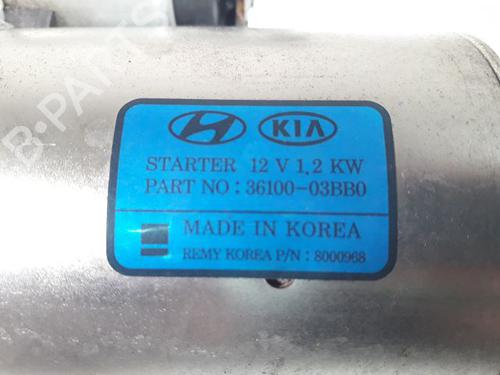 B-PARTS
KIA
STARTER 12 V 1.2 KW
PART NO : 36100-03BB0
MADE IN KOREA
REMY KOREA P/N : 8000968